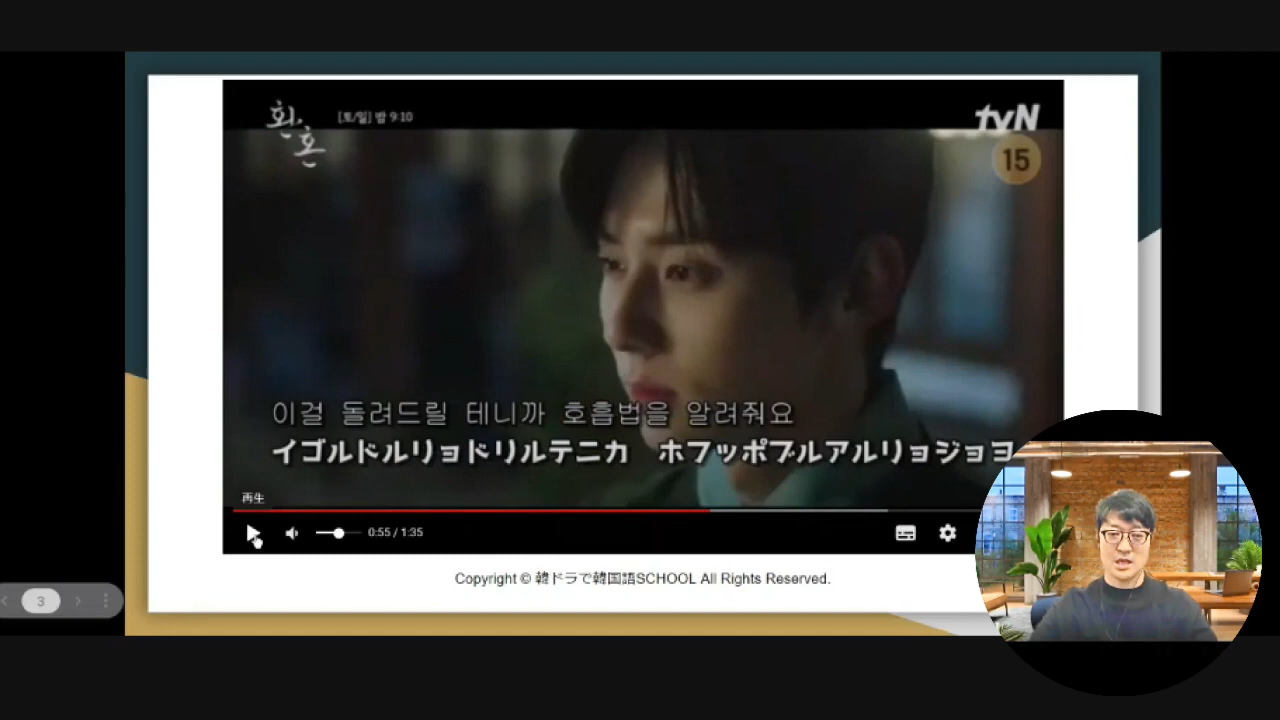 환혼
[토/일] 밤 9:10
tvN
15
이걸 돌려드릴 테니까 호흡법을 알려줘요
イゴルドルリョドリルテニカ ホフッポプルアルリョジョヨ
再生
0:55 / 1:35
Copyright © 韓ドラで韓国語SCHOOL All Rights Reserved.
3